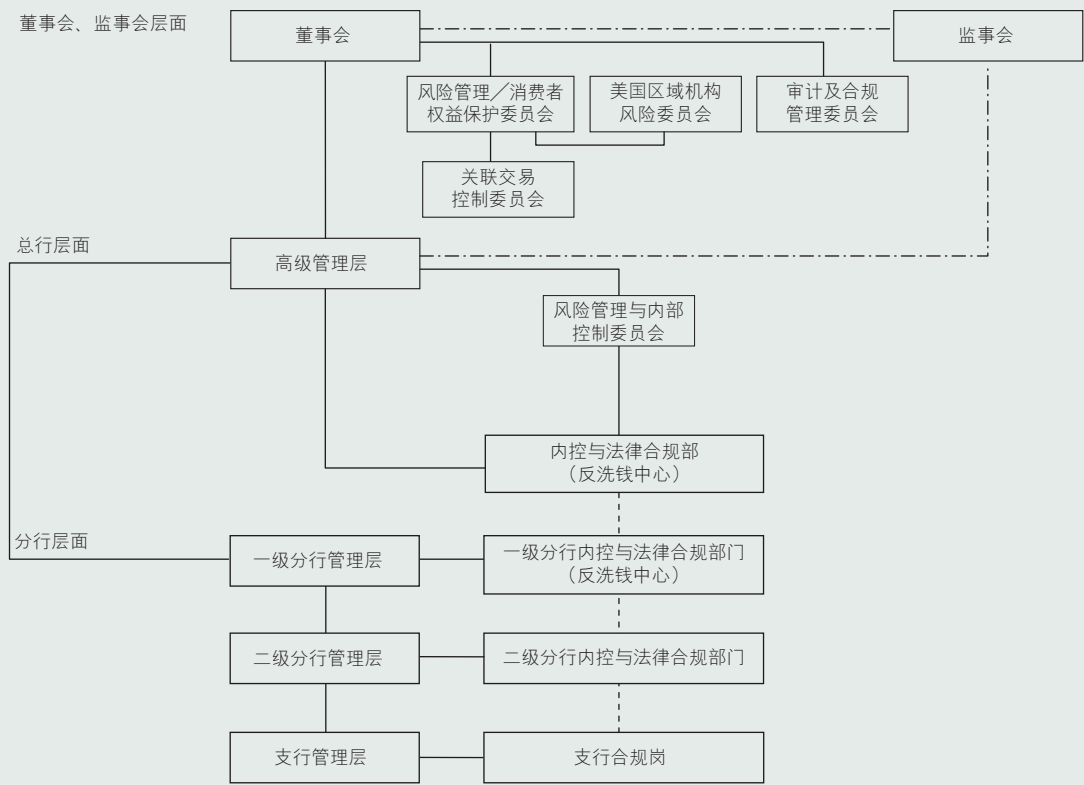 董事会、监事会层面
董事会
监事会
风险管理／消费者
权益保护委员会
美国区域机构
风险委员会
审计及合规
管理委员会
关联交易
控制委员会
总行层面
高级管理层
风险管理与内部
控制委员会
内控与法律合规部
（反洗钱中心）
分行层面
一级分行管理层
一级分行内控与法律合规部门
（反洗钱中心）
二级分行管理层
二级分行内控与法律合规部门
支行管理层
支行合规岗